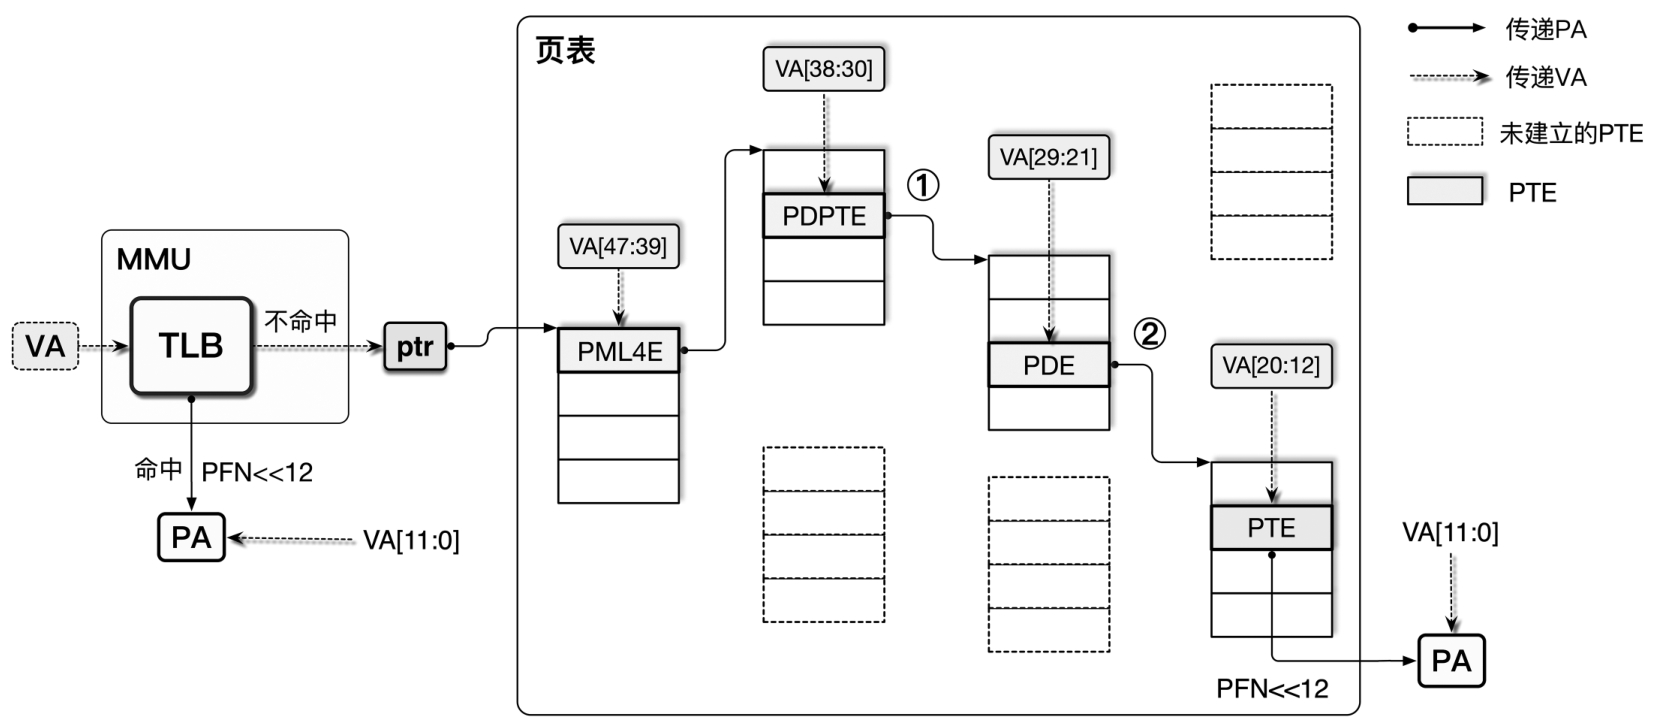 页表
VA[38:30]
传递PA
传递VA
未建立的PTE
PTE
VA[29:21]
①
PDPTE
VA[47:39]
MMU
VA
TLB
不命中
ptr
PML4E
②
PDE
VA[20:12]
命中
PFN<<12
PA
VA[11:0]
PTE
VA[11:0]
PA
PFN<<12